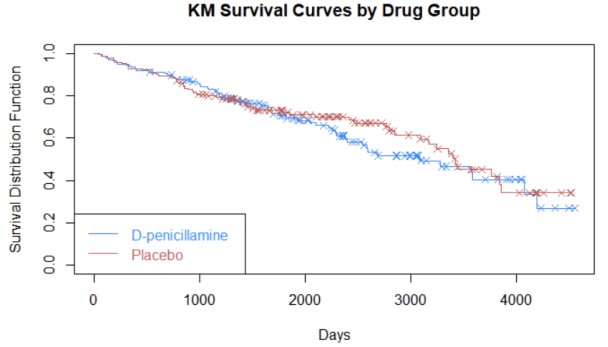 KM Survival Curves by Drug Group
Survival Distribution Function
1.0
0.8
0.6
0.4
0.2
0.0
D-penicillamine
Placebo
0 1000 2000 3000 4000
Days